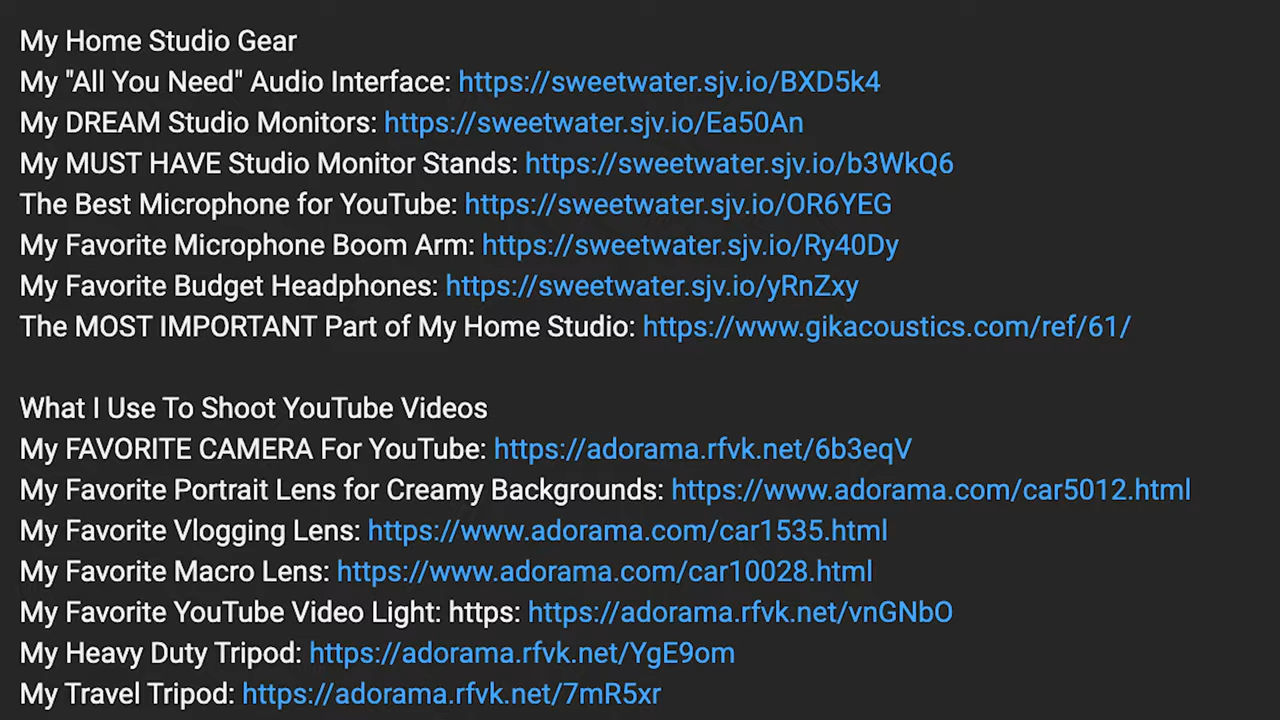 My Home Studio Gear
My "All You Need" Audio Interface: https://sweetwater.sjv.io/BXD5k4
My DREAM Studio Monitors: https://sweetwater.sjv.io/Ea50An
My MUST HAVE Studio Monitor Stands: https://sweetwater.sjv.io/b3WkQ6
The Best Microphone for YouTube: https://sweetwater.sjv.io/OR6YEG
My Favorite Microphone Boom Arm: https://sweetwater.sjv.io/Ry40Dy
My Favorite Budget Headphones: https://sweetwater.sjv.io/yRnZxy
The MOST IMPORTANT Part of My Home Studio: https://www.gikacoustics.com/ref/61/
What I Use To Shoot YouTube Videos
My FAVORITE CAMERA For YouTube: https://adorama.rfvk.net/6b3eqV
My Favorite Portrait Lens for Creamy Backgrounds: https://www.adorama.com/car5012.html
My Favorite Vlogging Lens: https://www.adorama.com/car1535.html
My Favorite Macro Lens: https://www.adorama.com/car10028.html
My Favorite YouTube Video Light: https: https://adorama.rfvk.net/vnGNbO
My Heavy Duty Tripod: https://adorama.rfvk.net/YgE9om
My Travel Tripod: https://adorama.rfvk.net/7mR5xr